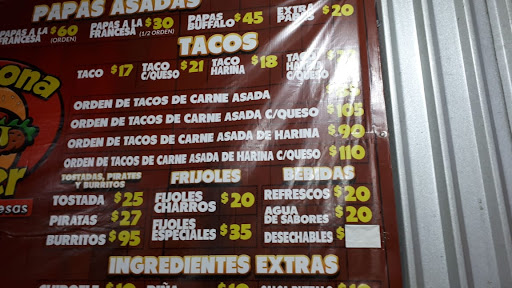 PAPAS ASADAS
PAPAS A LA FRANCESA $60 (ORDEN)
PAPAS A LA FRANCESA $30 (1/2 ORDEN)
PAPAS BUFFALO $45
EXTRA PAPAS $20
TACOS
TACO $17
TACO C/QUESO $21
TACO HARINA $18
TACO HARINA C/QUESO
ORDEN DE TACOS DE CARNE ASADA
ORDEN DE TACOS DE CARNE ASADA C/QUESO $105
ORDEN DE TACOS DE CARNE ASADA DE HARINA $90
ORDEN DE TACOS DE CARNE ASADA DE HARINA C/QUESO $110
TOSTADAS, PIRATES Y BURRITOS
TOSTADA $25
PIRATAS $27
BURRITOS $95
FRIJOLES
FIJOLES CHARROS $20
FIJOLES ESPECIALES $35
BEBIDAS
REFRESCOS $20
AGUA DE SABORES $20
DESECHABLES $
INGREDIENTES EXTRAS